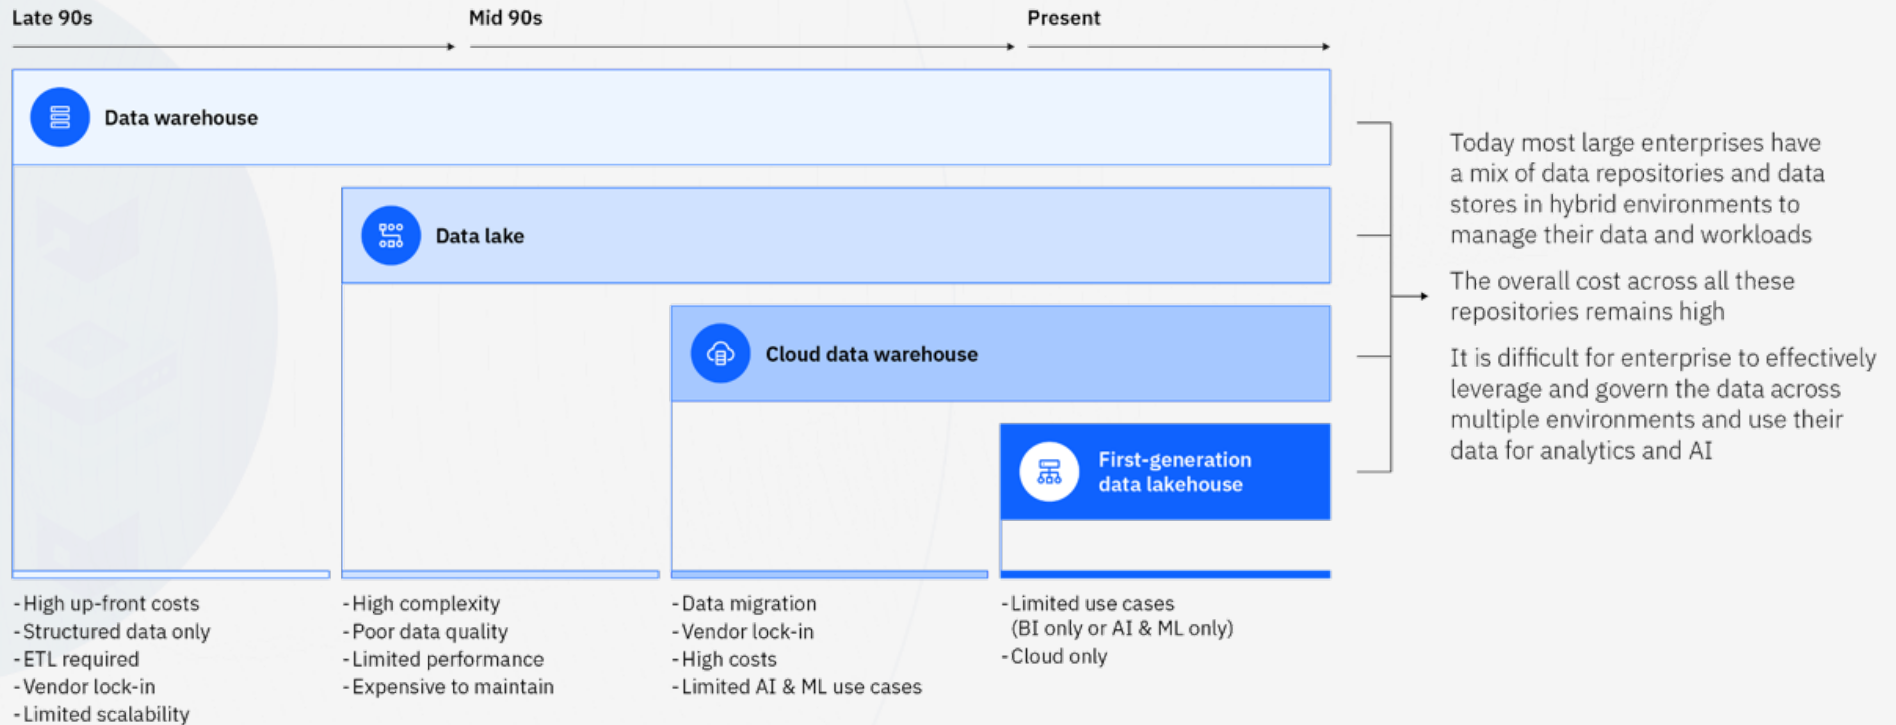 Late 90s
Mid 90s
Present
Data warehouse
Data lake
Cloud data warehouse
First-generation
data lakehouse
Today most large enterprises have
a mix of data repositories and data
stores in hybrid environments to
manage their data and workloads
The overall cost across all these
repositories remains high
It is difficult for enterprise to effectively
leverage and govern the data across
multiple environments and use their
data for analytics and AI
-High up-front costs
-Structured data only
-ETL required
-Vendor lock-in
-Limited scalability
-High complexity
-Poor data quality
-Limited performance
-Expensive to maintain
-Data migration
-Vendor lock-in
-High costs
-Limited AI & ML use cases
-Limited use cases
(BI only or AI & ML only)
-Cloud only